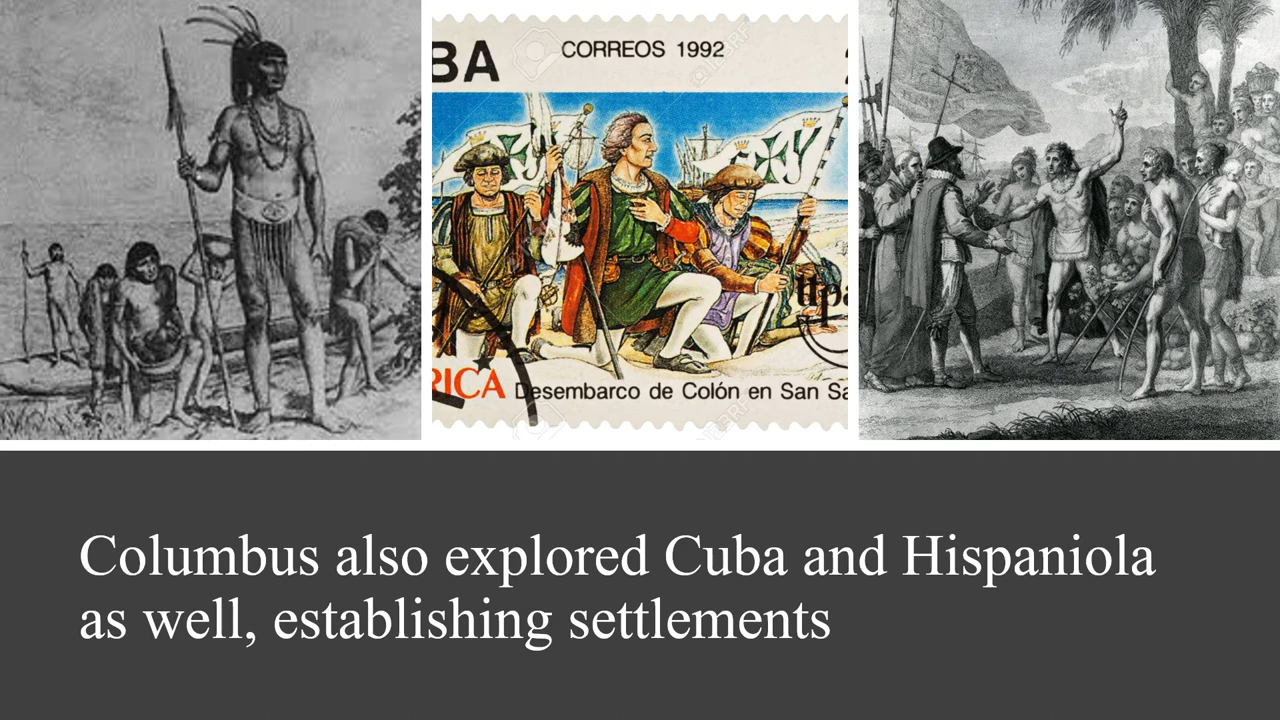 BA
CORREOS 1992
RICA Desembarco de Colón en San Sa
Columbus also explored Cuba and Hispaniola
as well, establishing settlements